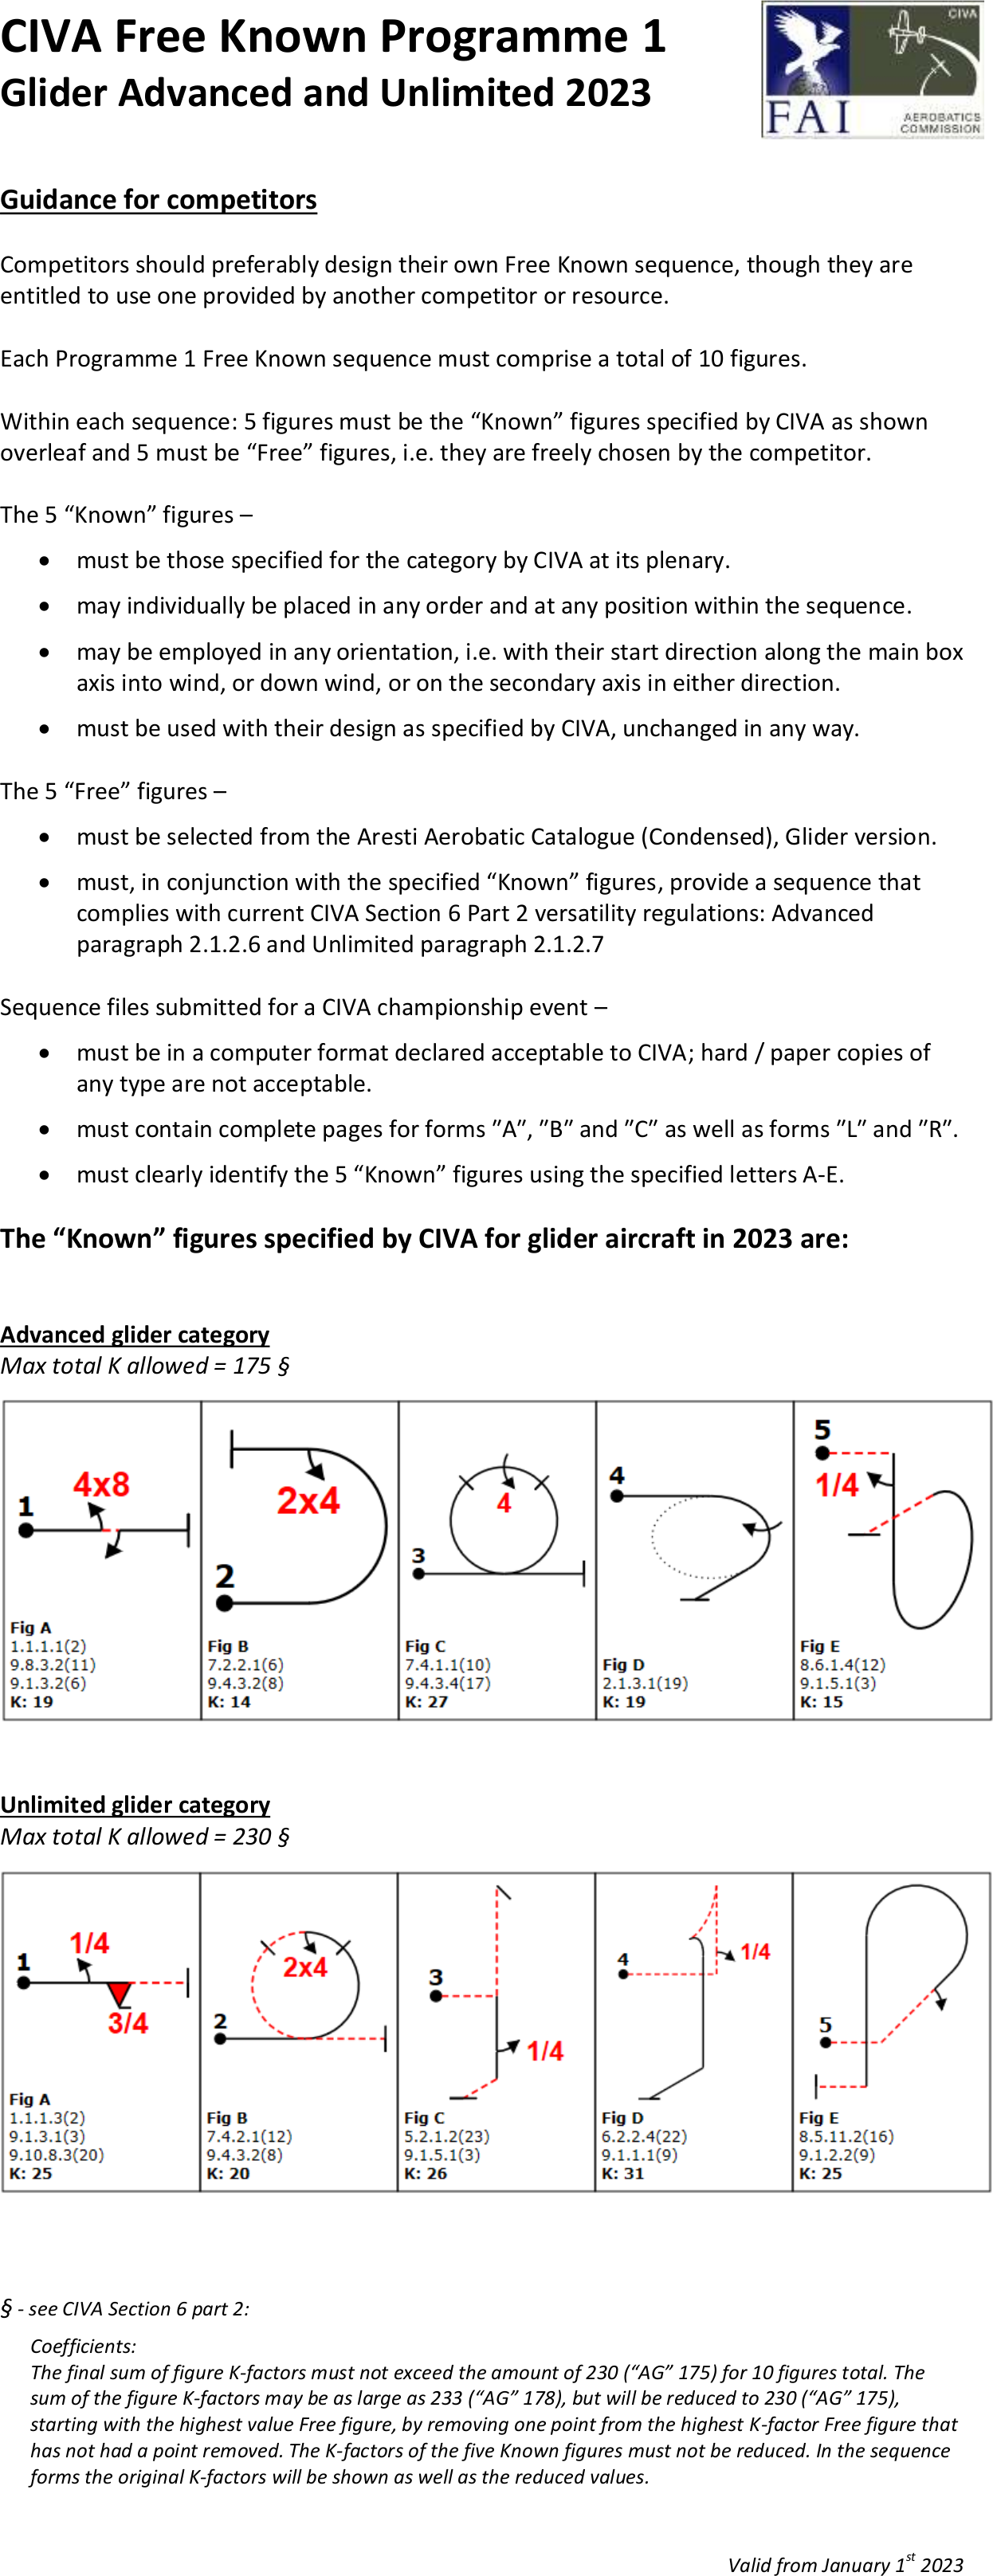 CIVA Free Known Programme 1
Glider Advanced and Unlimited 2023
CIVA
FAI
AEROBATICS
COMMISSION
Guidance for competitors
Competitors should preferably design their own Free Known sequence, though they are
entitled to use one provided by another competitor or resource.
Each Programme 1 Free Known sequence must comprise a total of 10 figures.
Within each sequence: 5 figures must be the “Known” figures specified by CIVA as shown
overleaf and 5 must be “Free” figures, i.e. they are freely chosen by the competitor.
The 5 “Known” figures –
• must be those specified for the category by CIVA at its plenary.
• may individually be placed in any order and at any position within the sequence.
• may be employed in any orientation, i.e. with their start direction along the main box
axis into wind, or down wind, or on the secondary axis in either direction.
• must be used with their design as specified by CIVA, unchanged in any way.
The 5 “Free” figures –
• must be selected from the Aresti Aerobatic Catalogue (Condensed), Glider version.
• must, in conjunction with the specified “Known” figures, provide a sequence that
complies with current CIVA Section 6 Part 2 versatility regulations: Advanced
paragraph 2.1.2.6 and Unlimited paragraph 2.1.2.7
Sequence files submitted for a CIVA championship event –
• must be in a computer format declared acceptable to CIVA; hard / paper copies of
any type are not acceptable.
• must contain complete pages for forms ”A”, ”B” and ”C” as well as forms ”L” and ”R”.
• must clearly identify the 5 “Known” figures using the specified letters A-E.
The “Known” figures specified by CIVA for glider aircraft in 2023 are:
Advanced glider category
Max total K allowed = 175 §
1
4x8
Fig A
1.1.1.1(2)
9.8.3.2(11)
9.1.3.2(6)
K: 19
2x4
2
Fig B
7.2.2.1(6)
9.4.3.2(8)
K: 14
4
3
Fig C
7.4.1.1(10)
9.4.3.4(17)
K: 27
4
Fig D
2.1.3.1(19)
K: 19
5
1/4
Fig E
8.6.1.4(12)
9.1.5.1(3)
K: 15
Unlimited glider category
Max total K allowed = 230 §
1/4
1
3/4
Fig A
1.1.1.3(2)
9.1.3.1(3)
9.10.8.3(20)
K: 25
2x4
2
Fig B
7.4.2.1(12)
9.4.3.2(8)
K: 20
3
1/4
Fig C
5.2.1.2(23)
9.1.5.1(3)
K: 26
4
1/4
Fig D
6.2.2.4(22)
9.1.1.1(9)
K: 31
5
Fig E
8.5.11.2(16)
9.1.2.2(9)
K: 25
§ - see CIVA Section 6 part 2:
Coefficients:
The final sum of figure K-factors must not exceed the amount of 230 (“AG” 175) for 10 figures total. The
sum of the figure K-factors may be as large as 233 (“AG” 178), but will be reduced to 230 (“AG” 175),
starting with the highest value Free figure, by removing one point from the highest K-factor Free figure that
has not had a point removed. The K-factors of the five Known figures must not be reduced. In the sequence
forms the original K-factors will be shown as well as the reduced values.
Valid from January 1st 2023